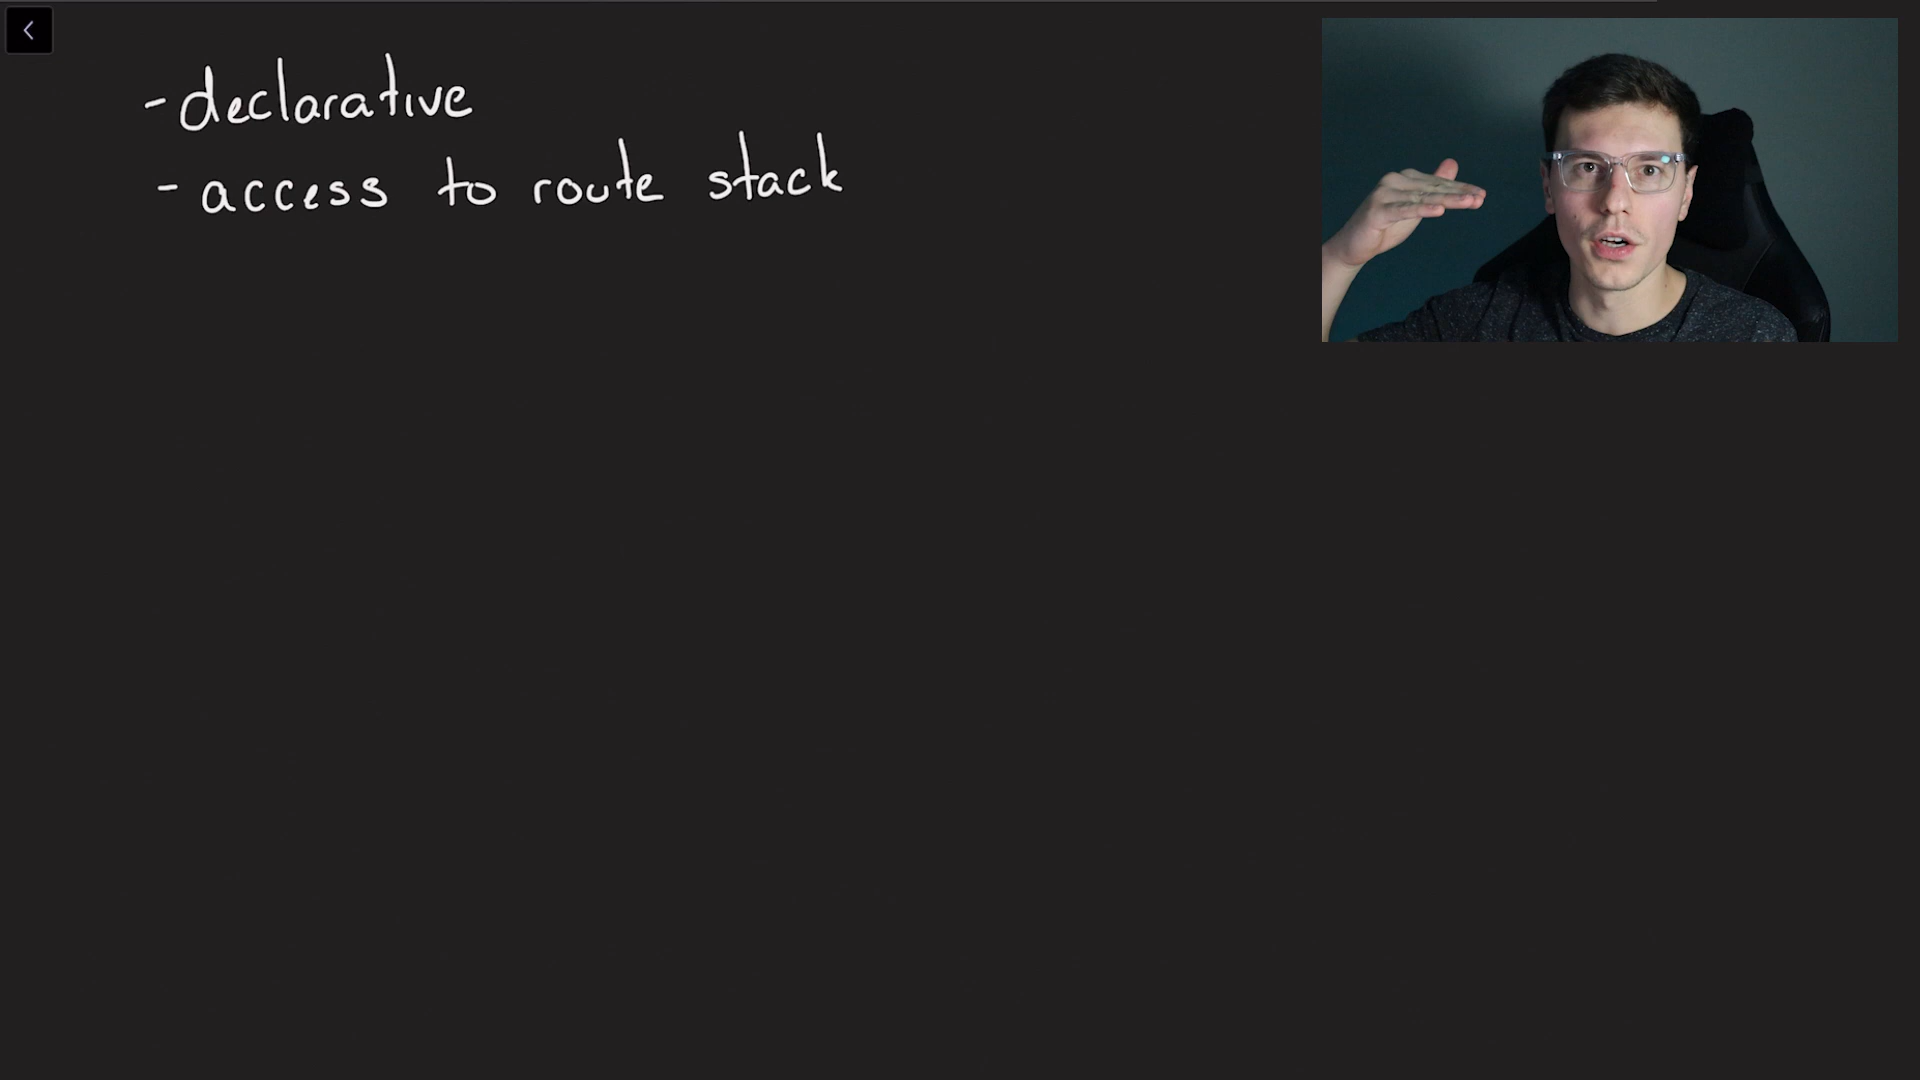 - declarative
- access to route stack